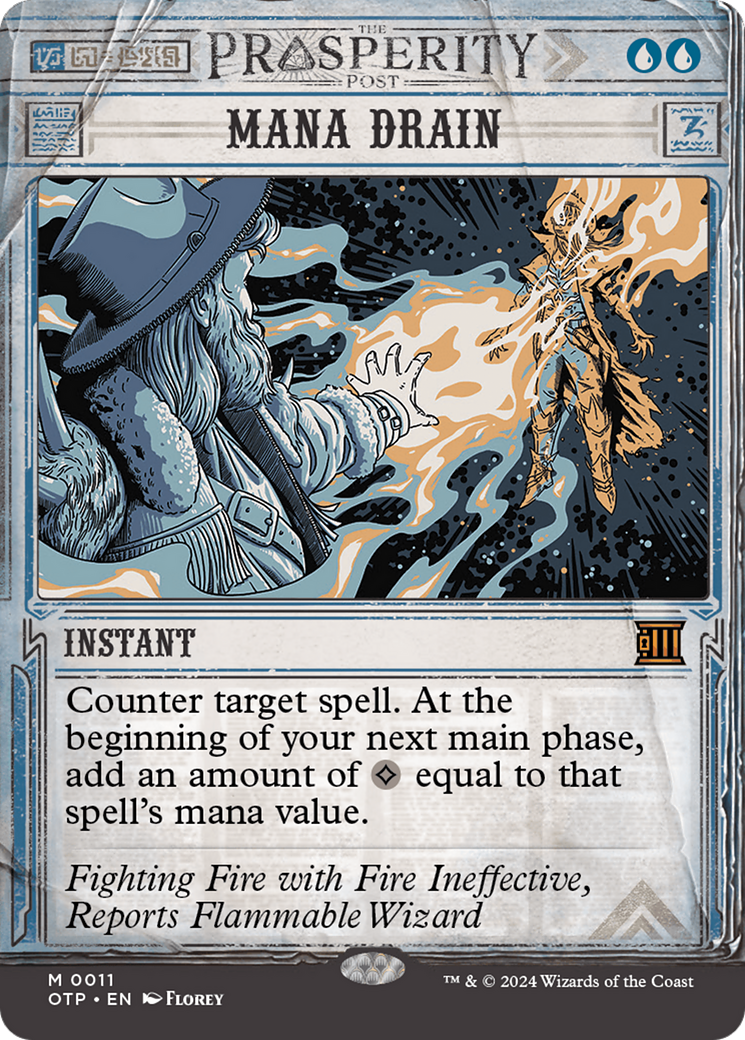 THE
PROSPERITY
POST
MANA DRAIN
INSTANT
Counter target spell. At the
beginning of your next main phase,
add an amount of equal to that
spell's mana value.
Fighting Fire with Fire Ineffective,
Reports Flammable Wizard
M 0011
OTP • EN FLOREY
™ & © 2024 Wizards of the Coast